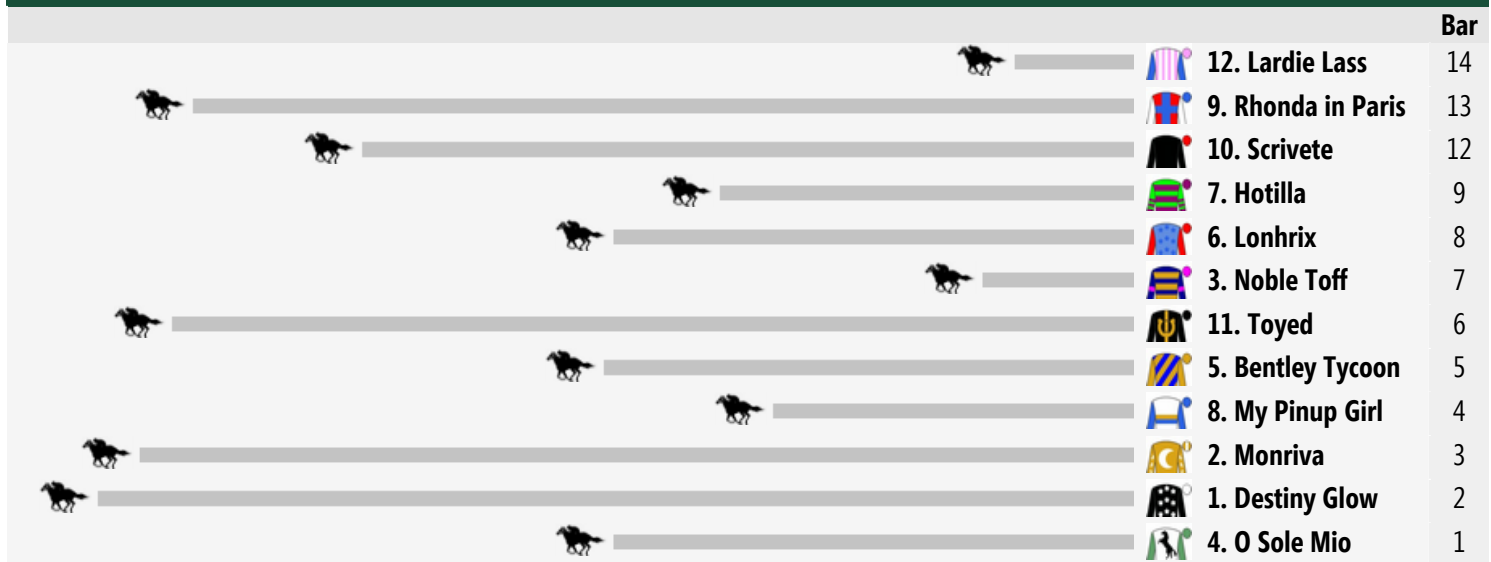 Bar
12. Lardie Lass 14
9. Rhonda in Paris 13
10. Scrivete 12
7. Hotilla 9
6. Lonhrix 8
3. Noble Toff 7
11. Toyed 6
5. Bentley Tycoon 5
8. My Pinup Girl 4
2. Monriva 3
1. Destiny Glow 2
4. O Sole Mio 1